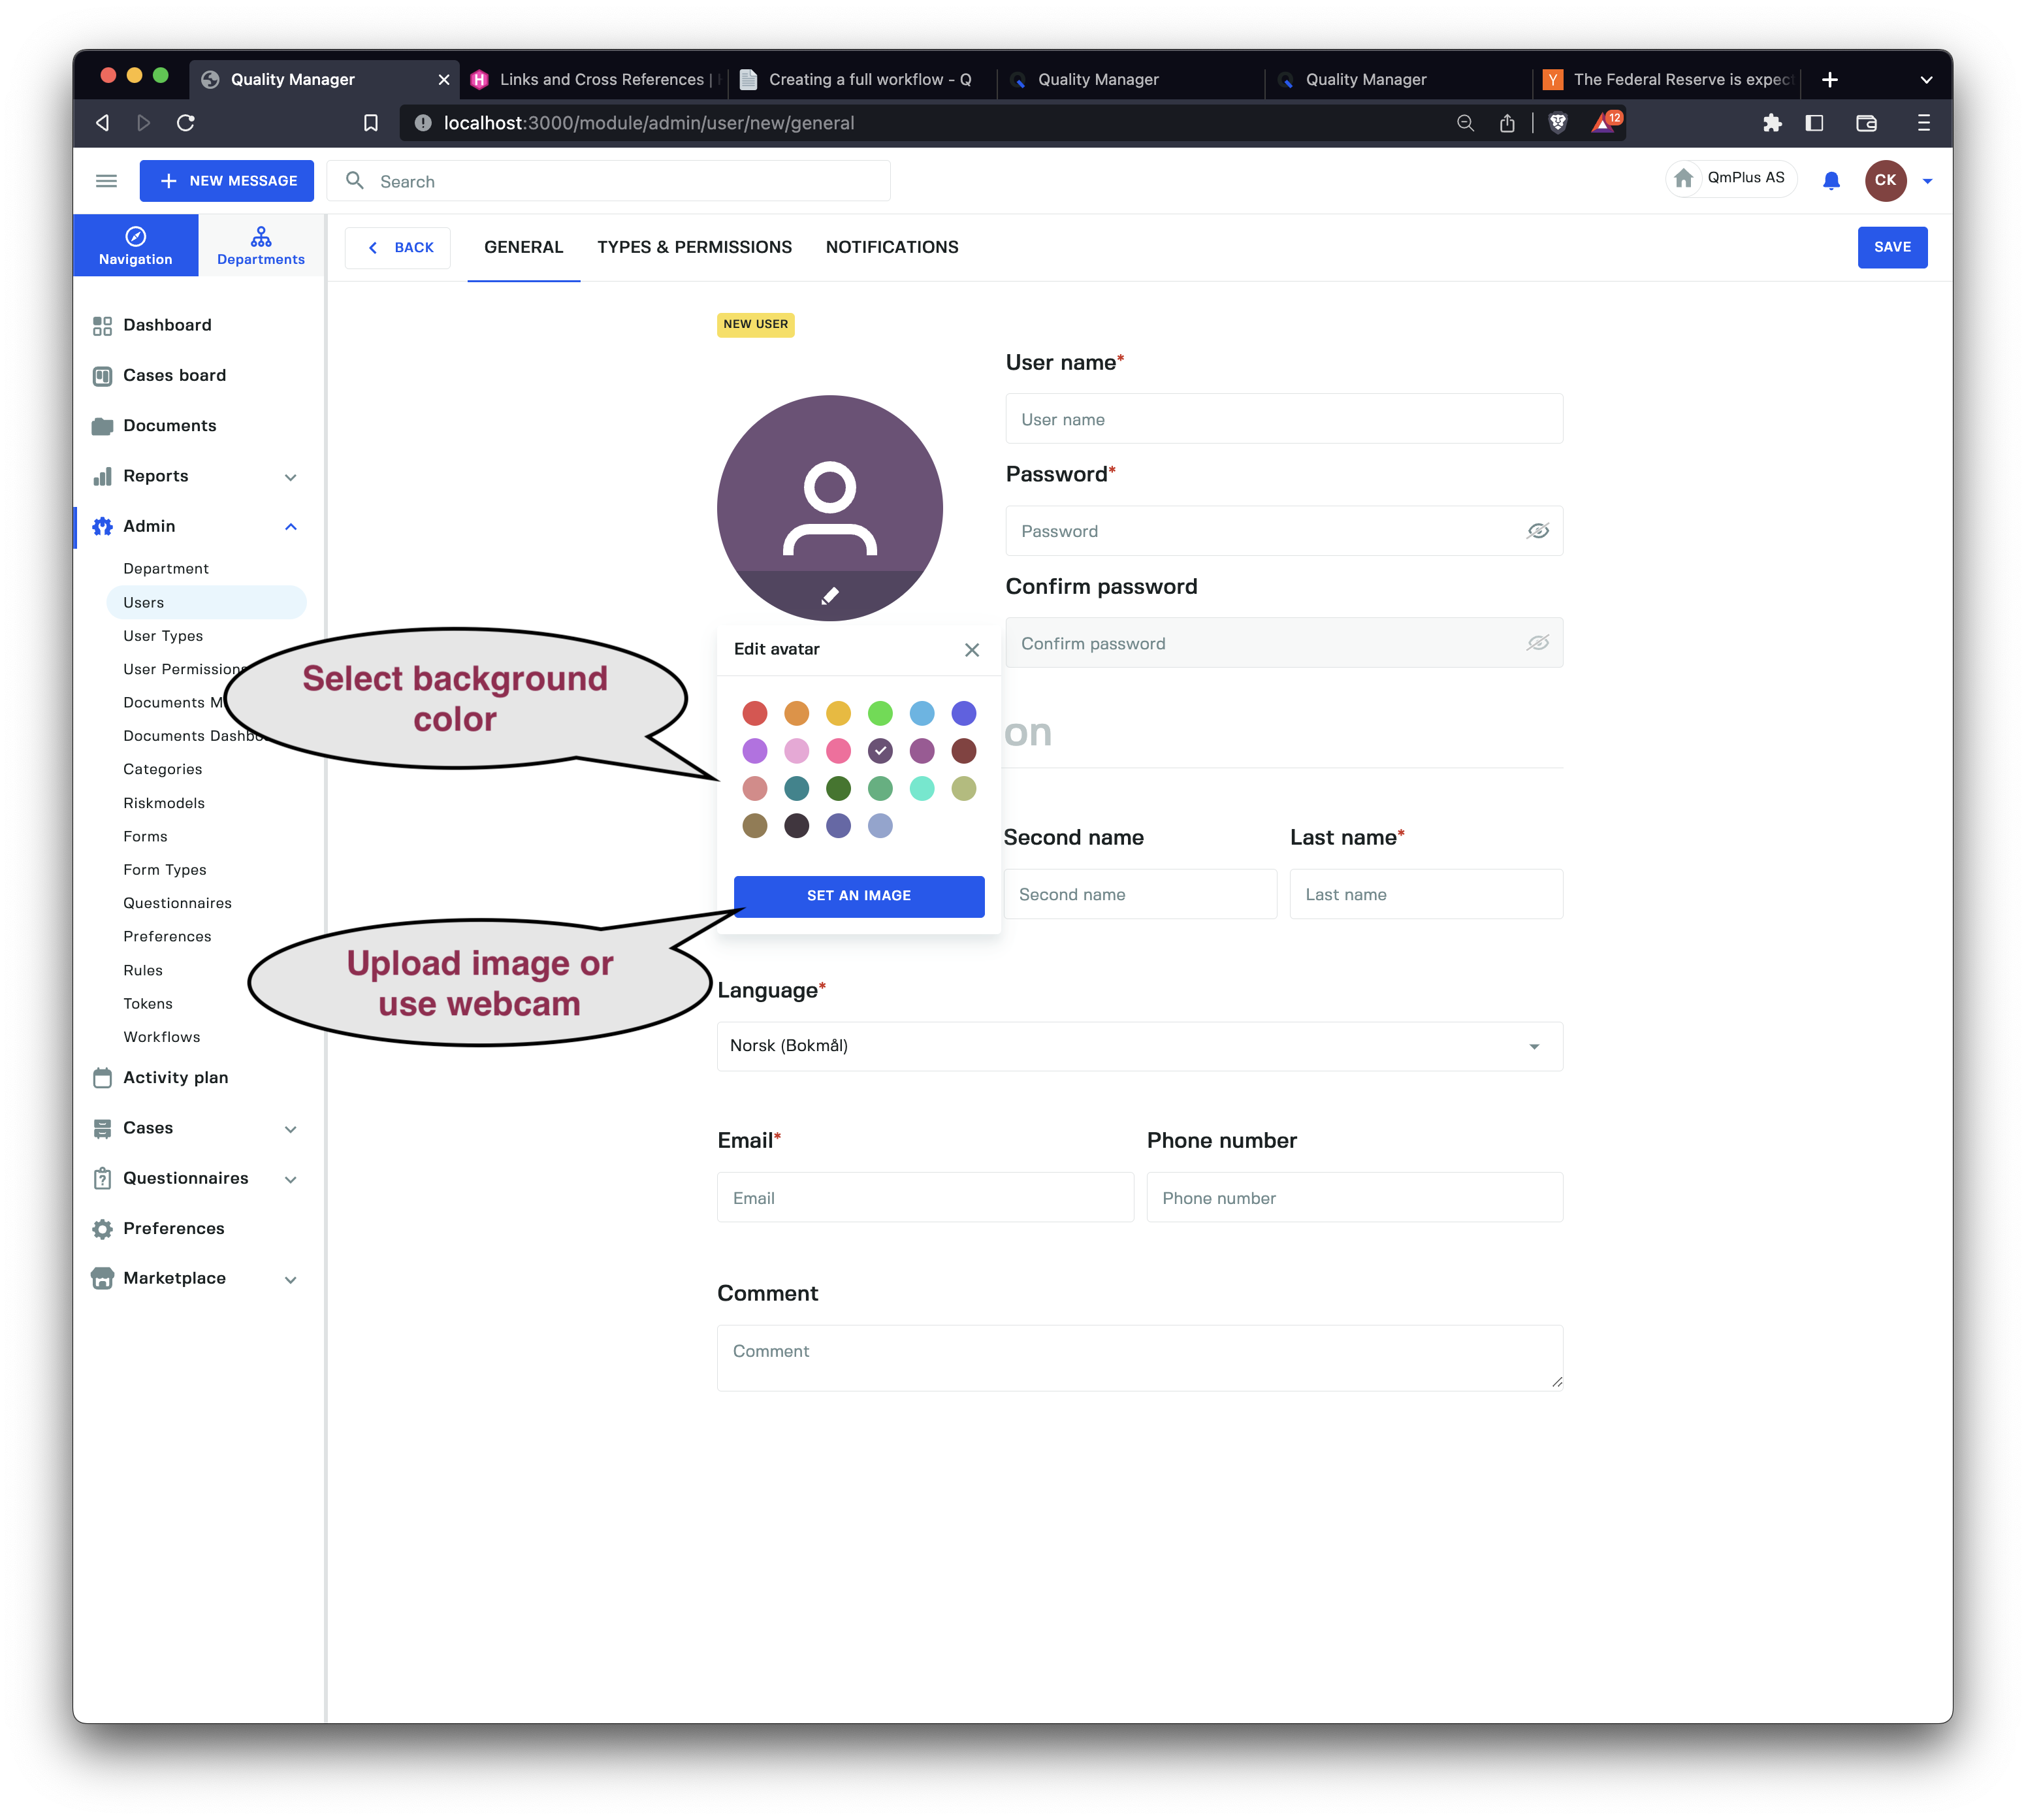 Quality Manager
Links and Cross References |
Creating a full workflow - Q
Quality Manager
Quality Manager
The Federal Reserve is expec
localhost:3000/module/admin/user/new/general
12
NEW MESSAGE
Search
QmPlus AS
CK
Navigation
Departments
BACK
GENERAL
TYPES & PERMISSIONS
NOTIFICATIONS
SAVE
Dashboard
Cases board
Documents
Reports
Admin
Department
Users
User Types
User Permissions
Documents M
Documents Dashbo
Categories
Riskmodels
Forms
Form Types
Questionnaires
Preferences
Rules
Tokens
Workflows
Activity plan
Cases
Questionnaires
Preferences
Marketplace
NEW USER
User name*
User name
Password*
Password
Confirm password
Confirm password
Edit avatar
Select background
color
on
SET AN IMAGE
Upload image or
use webcam
Second name
Last name*
Second name
Last name
Language*
Norsk (Bokmål)
Email*
Phone number
Email
Phone number
Comment
Comment